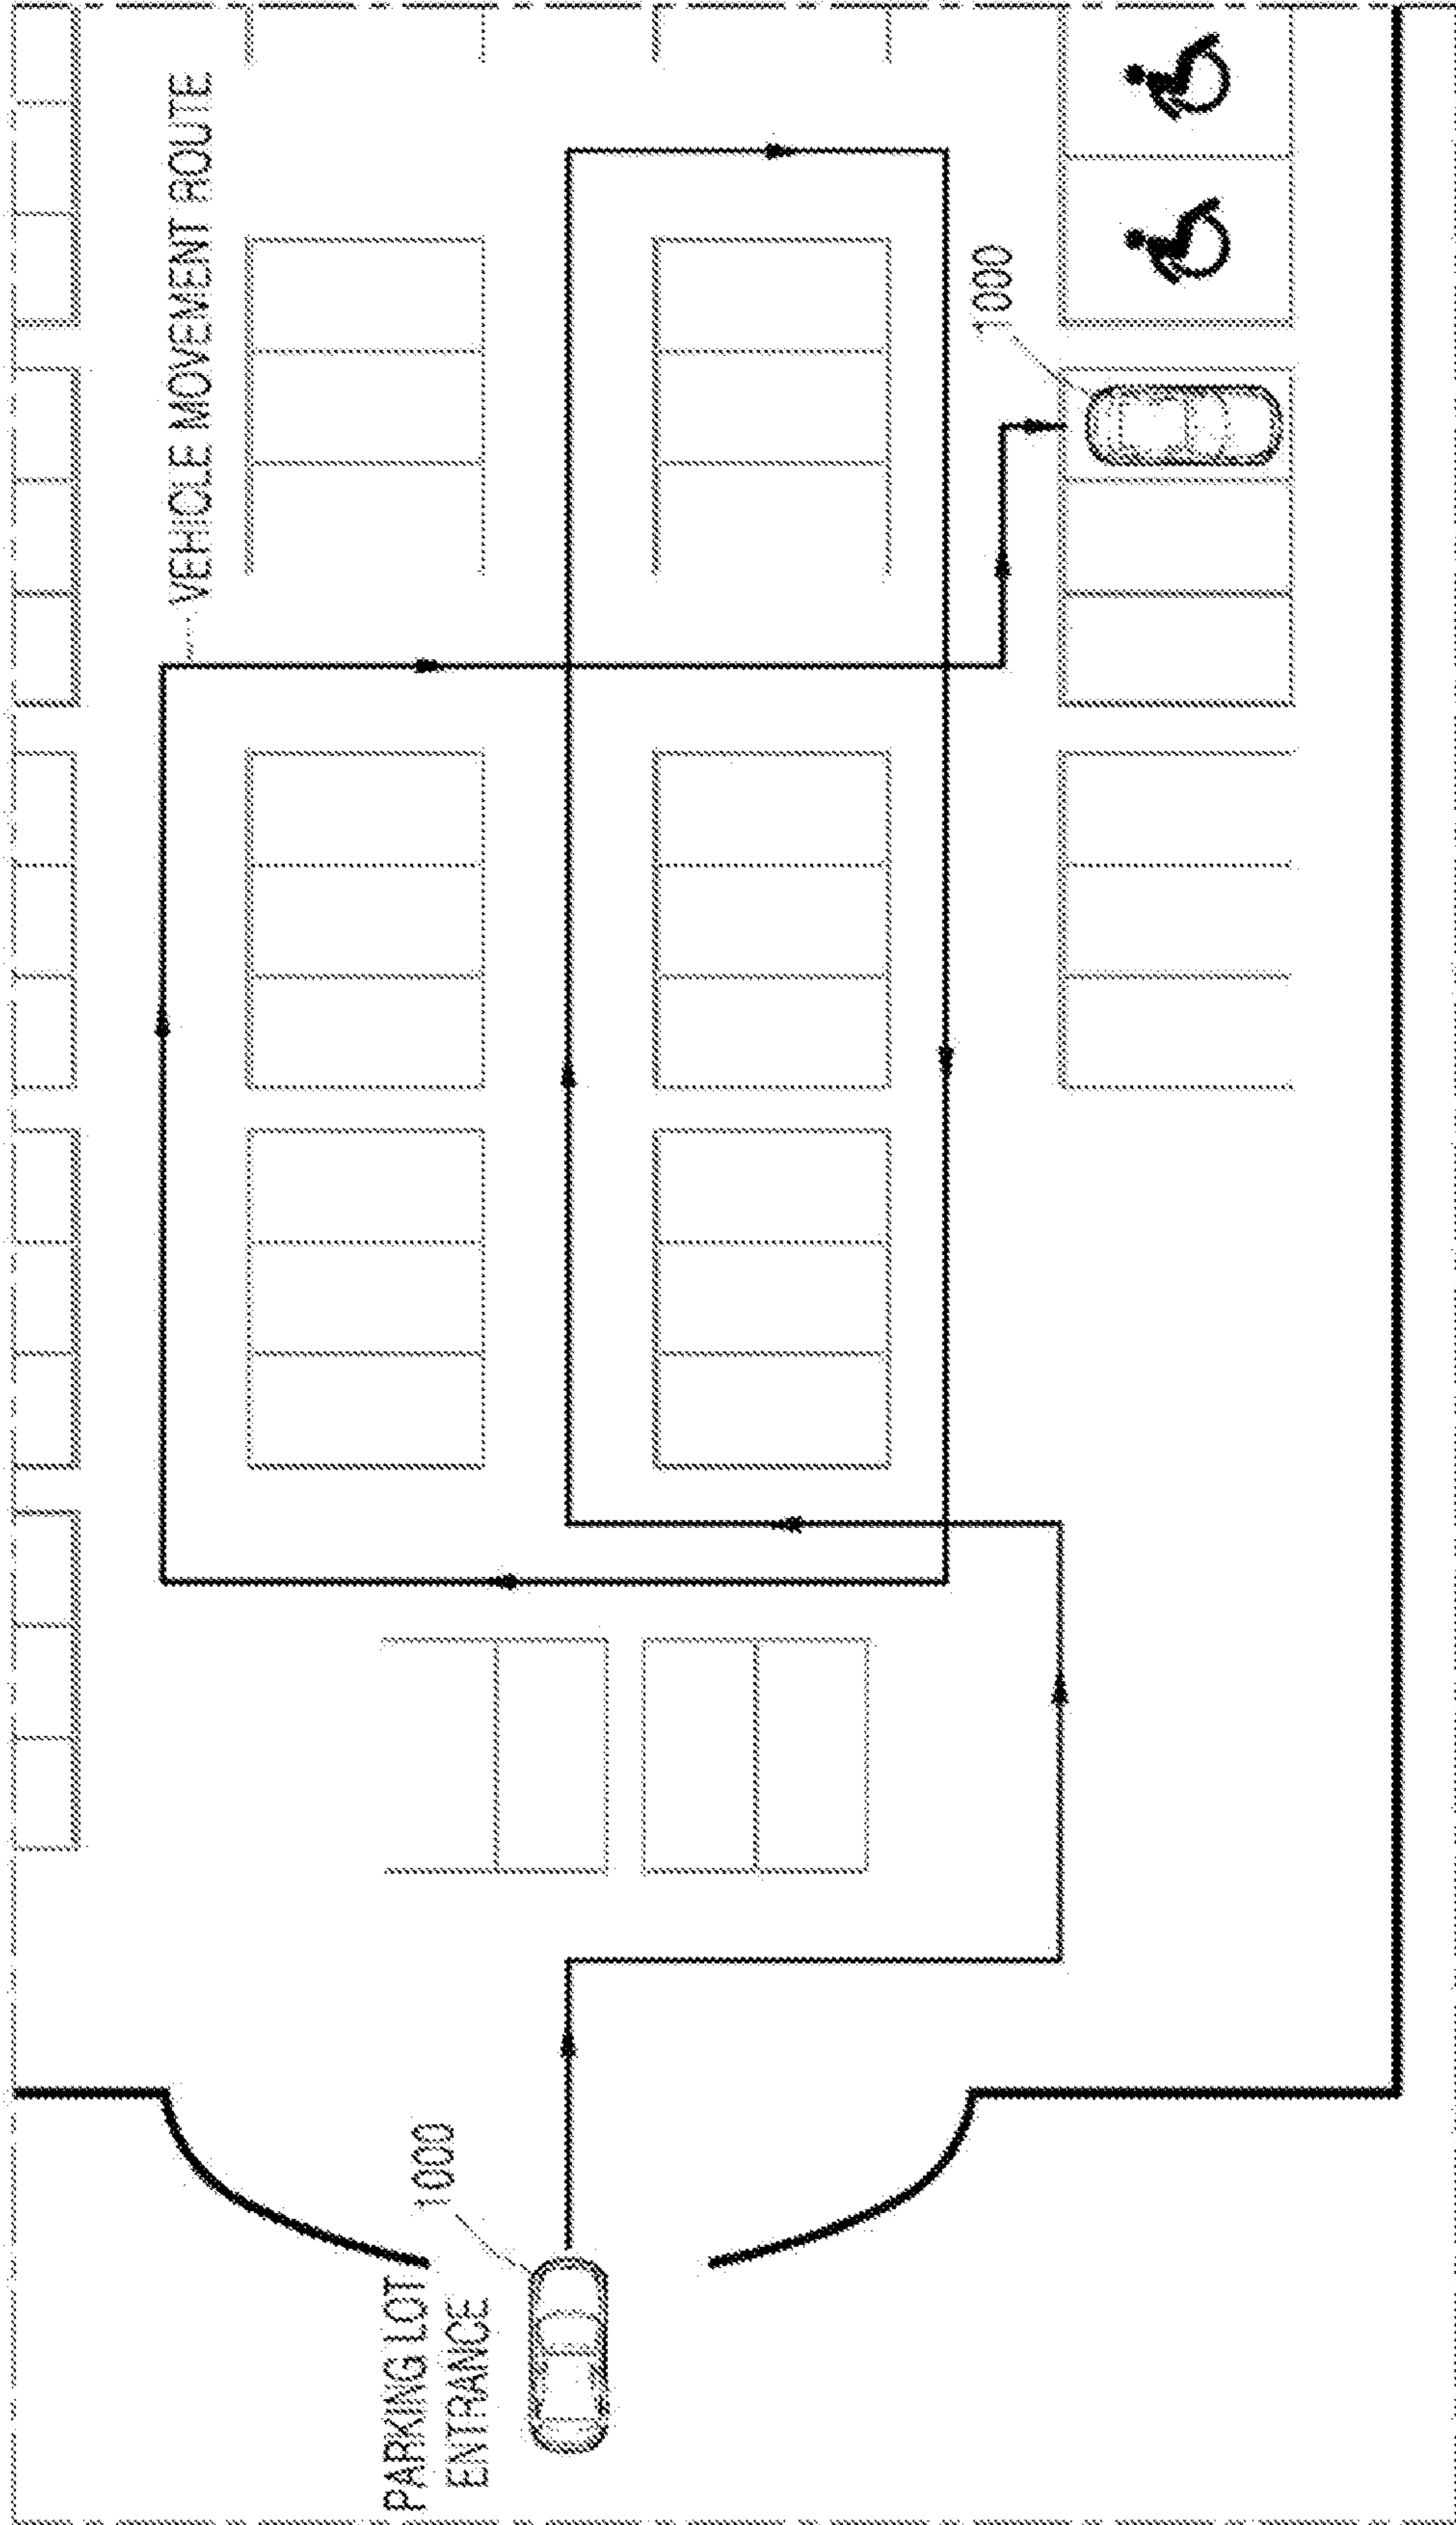 VEHICLE MOVEMENT ROUTE
1000
1000
PARKING LOT
ENTRANCE